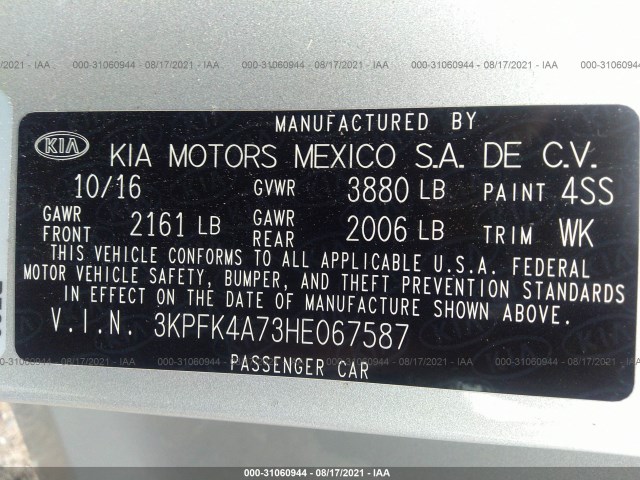 000-31060944 - 08/17/2021 - IAA
MANUFACTURED BY
KIA KIA MOTORS MEXICO S.A. DE C.V.
10/16 GVWR 3880 LB PAINT 4SS
GAWR FRONT 2161 LB GAWR REAR 2006 LB TRIM WK
THIS VEHICLE CONFORMS TO ALL APPLICABLE U.S.A. FEDERAL
MOTOR VEHICLE SAFETY, BUMPER, AND THEFT PREVENTION STANDARDS
IN EFFECT ON THE DATE OF MANUFACTURE SHOWN ABOVE.
V.I.N. 3KPFK4A73HE067587
PASSENGER CAR
000-31060944 - 08/17/2021 - IAA